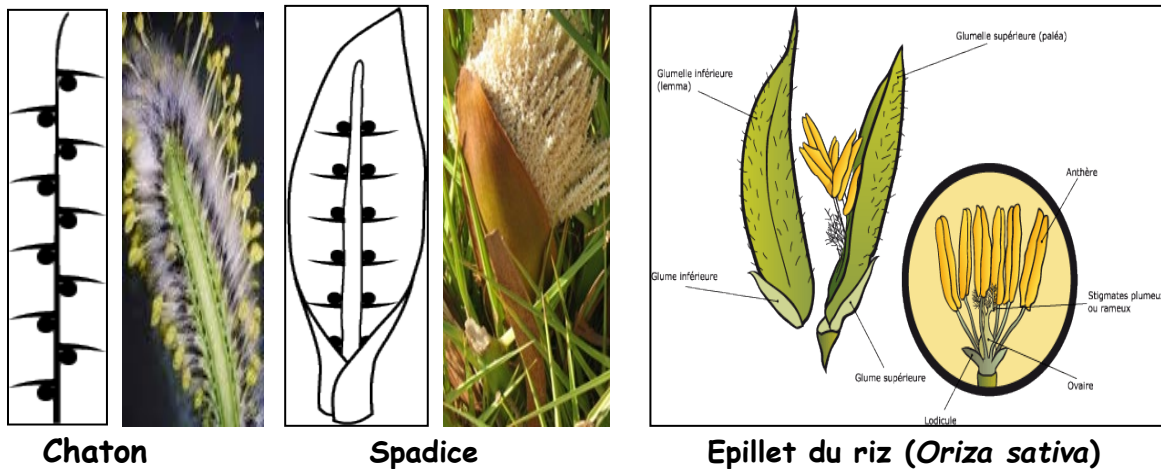 Glumelle supérieure (paléa)
Glumelle inférieure
(lemma)
Anthère
Glume inférieure
Stigmates plumeux
ou rameux
Glume supérieure
Ovaire
Lodicule
Chaton
Spadice
Epillet du riz (Oriza sativa)